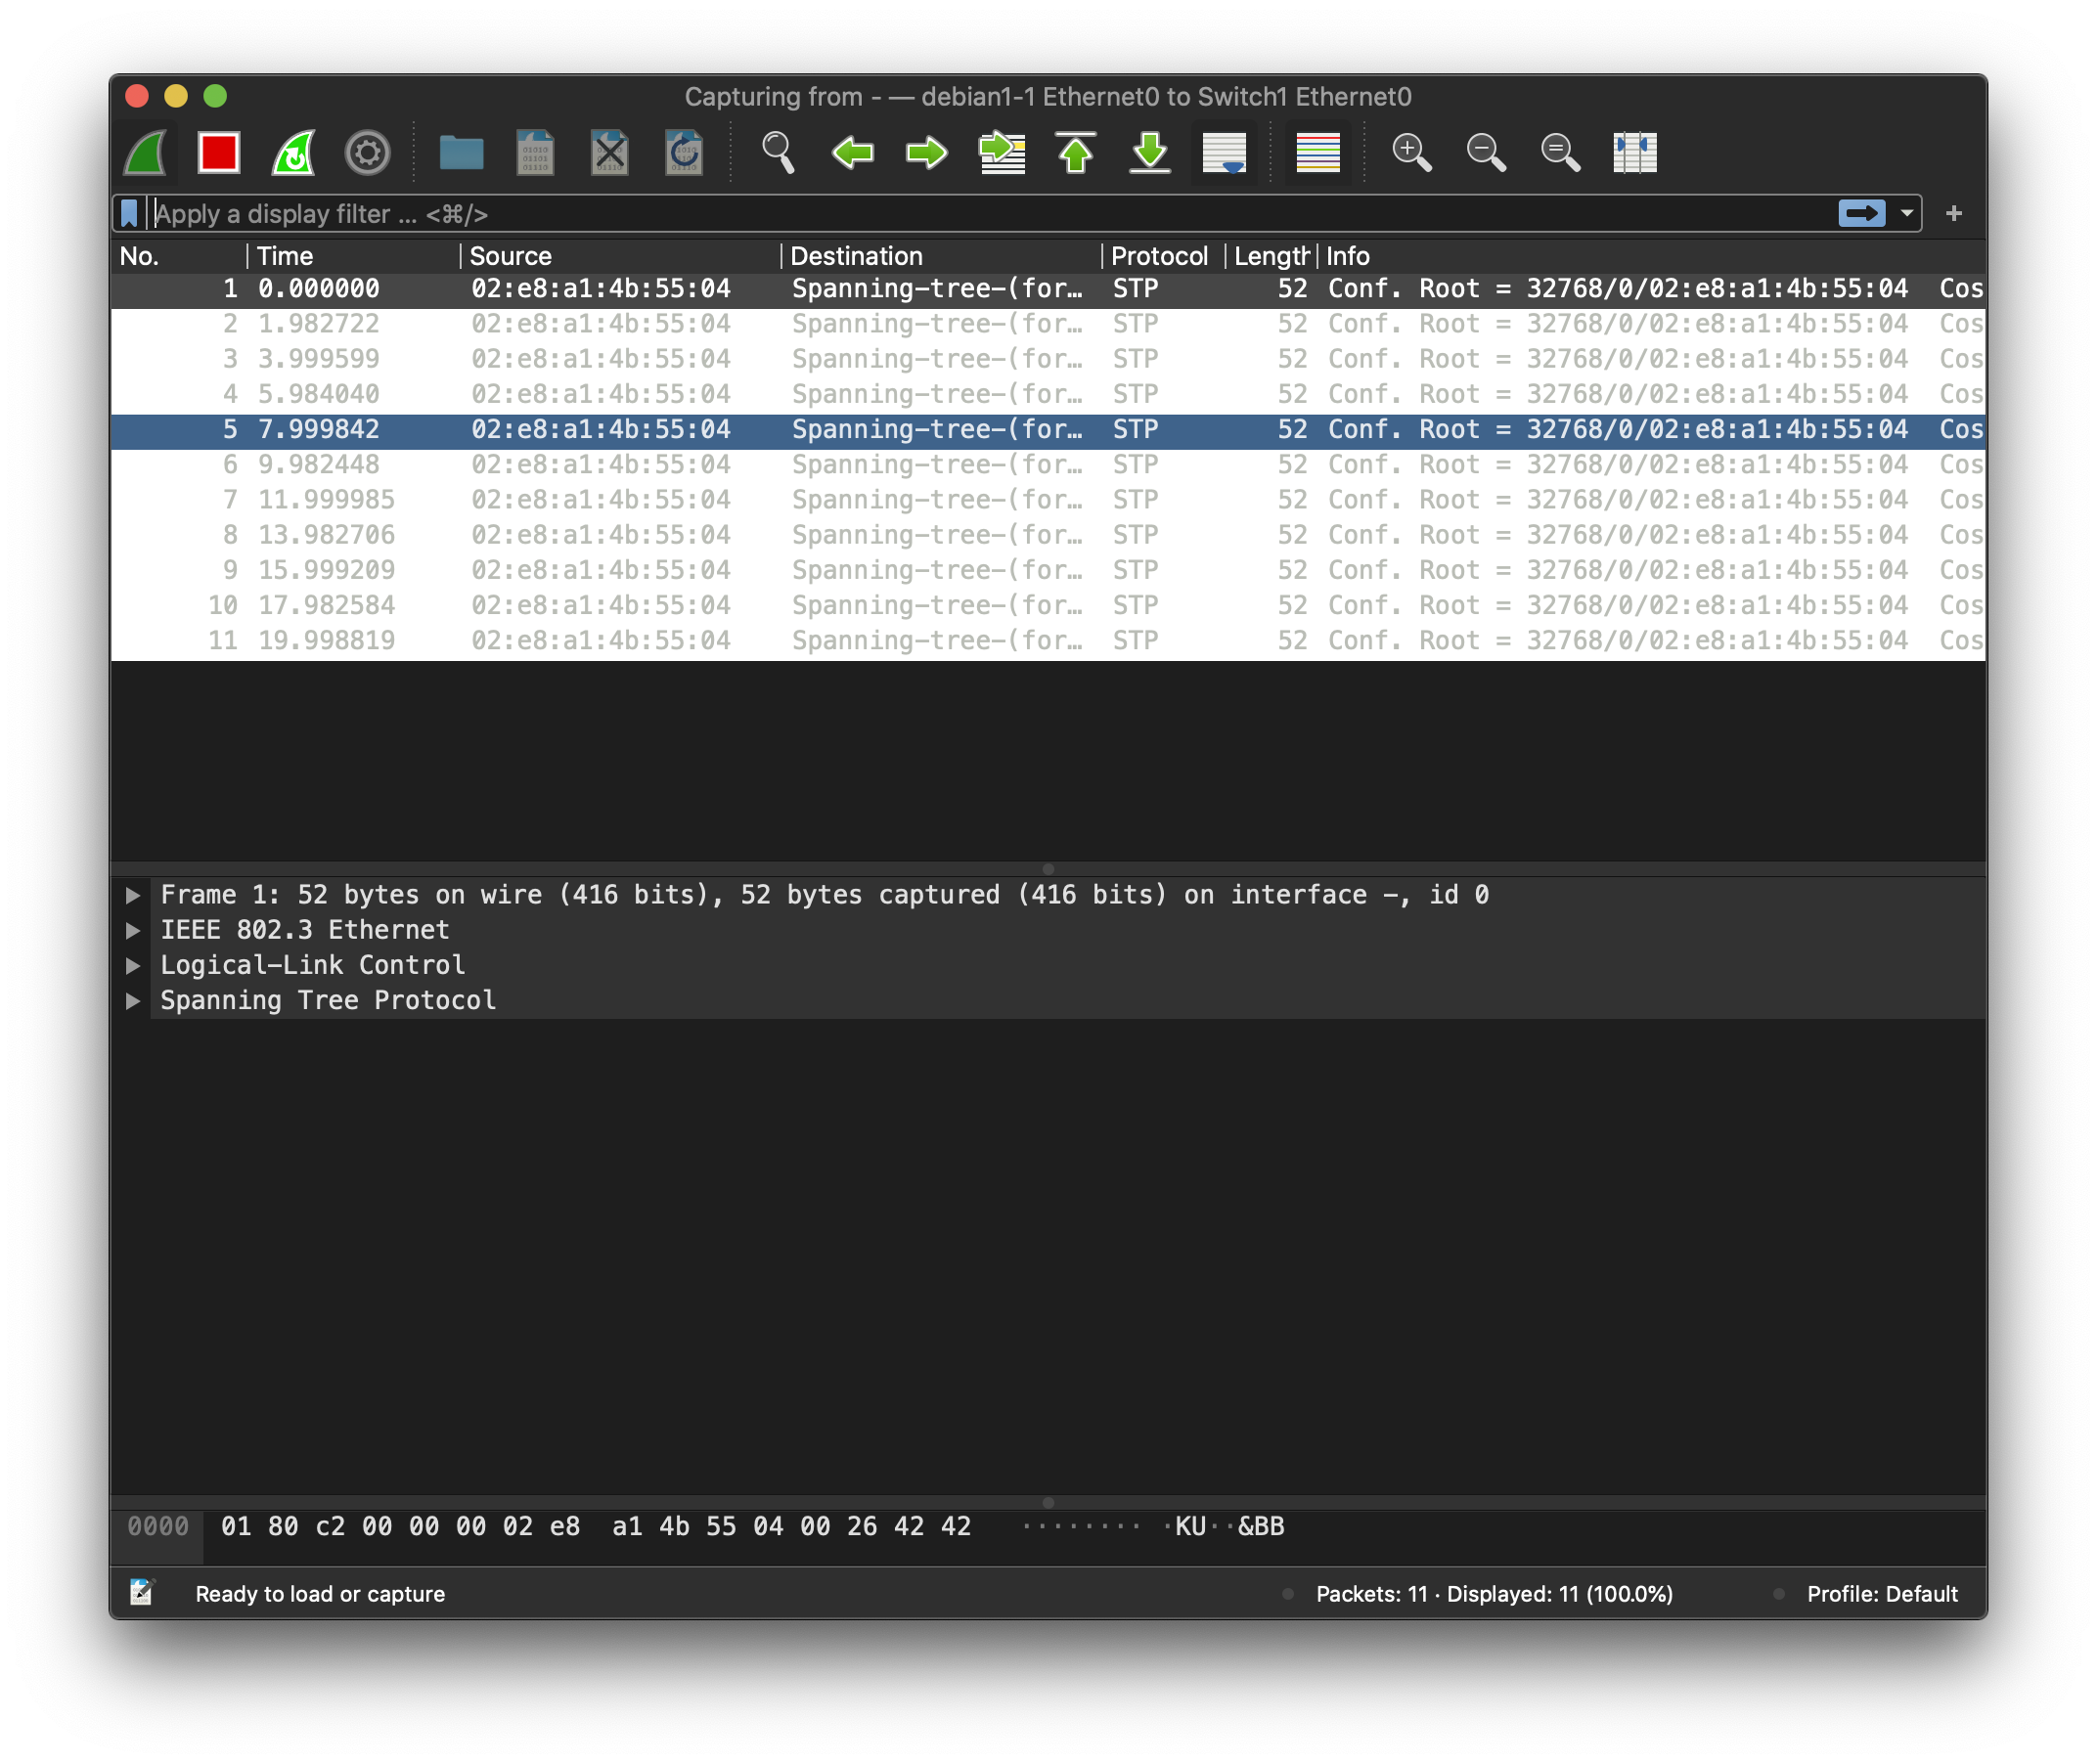 Capturing from - — debian1-1 Ethernet0 to Switch1 Ethernet0
Apply a display filter ... <⌘/>
No. Time Source Destination Protocol Length Info
1 0.000000 02:e8:a1:4b:55:04 Spanning-tree-(for… STP 52 Conf. Root = 32768/0/02:e8:a1:4b:55:04 Cos
2 1.982722 02:e8:a1:4b:55:04 Spanning-tree-(for… STP 52 Conf. Root = 32768/0/02:e8:a1:4b:55:04 Cos
3 3.999599 02:e8:a1:4b:55:04 Spanning-tree-(for… STP 52 Conf. Root = 32768/0/02:e8:a1:4b:55:04 Cos
4 5.984040 02:e8:a1:4b:55:04 Spanning-tree-(for… STP 52 Conf. Root = 32768/0/02:e8:a1:4b:55:04 Cos
5 7.999842 02:e8:a1:4b:55:04 Spanning-tree-(for… STP 52 Conf. Root = 32768/0/02:e8:a1:4b:55:04 Cos
6 9.982448 02:e8:a1:4b:55:04 Spanning-tree-(for… STP 52 Conf. Root = 32768/0/02:e8:a1:4b:55:04 Cos
7 11.999985 02:e8:a1:4b:55:04 Spanning-tree-(for… STP 52 Conf. Root = 32768/0/02:e8:a1:4b:55:04 Cos
8 13.982706 02:e8:a1:4b:55:04 Spanning-tree-(for… STP 52 Conf. Root = 32768/0/02:e8:a1:4b:55:04 Cos
9 15.999209 02:e8:a1:4b:55:04 Spanning-tree-(for… STP 52 Conf. Root = 32768/0/02:e8:a1:4b:55:04 Cos
10 17.982584 02:e8:a1:4b:55:04 Spanning-tree-(for… STP 52 Conf. Root = 32768/0/02:e8:a1:4b:55:04 Cos
11 19.998819 02:e8:a1:4b:55:04 Spanning-tree-(for… STP 52 Conf. Root = 32768/0/02:e8:a1:4b:55:04 Cos
Frame 1: 52 bytes on wire (416 bits), 52 bytes captured (416 bits) on interface -, id 0
IEEE 802.3 Ethernet
Logical-Link Control
Spanning Tree Protocol
0000 01 80 c2 00 00 00 02 e8 a1 4b 55 04 00 26 42 42 ········ ·KU··&BB
Ready to load or capture Packets: 11 · Displayed: 11 (100.0%) Profile: Default